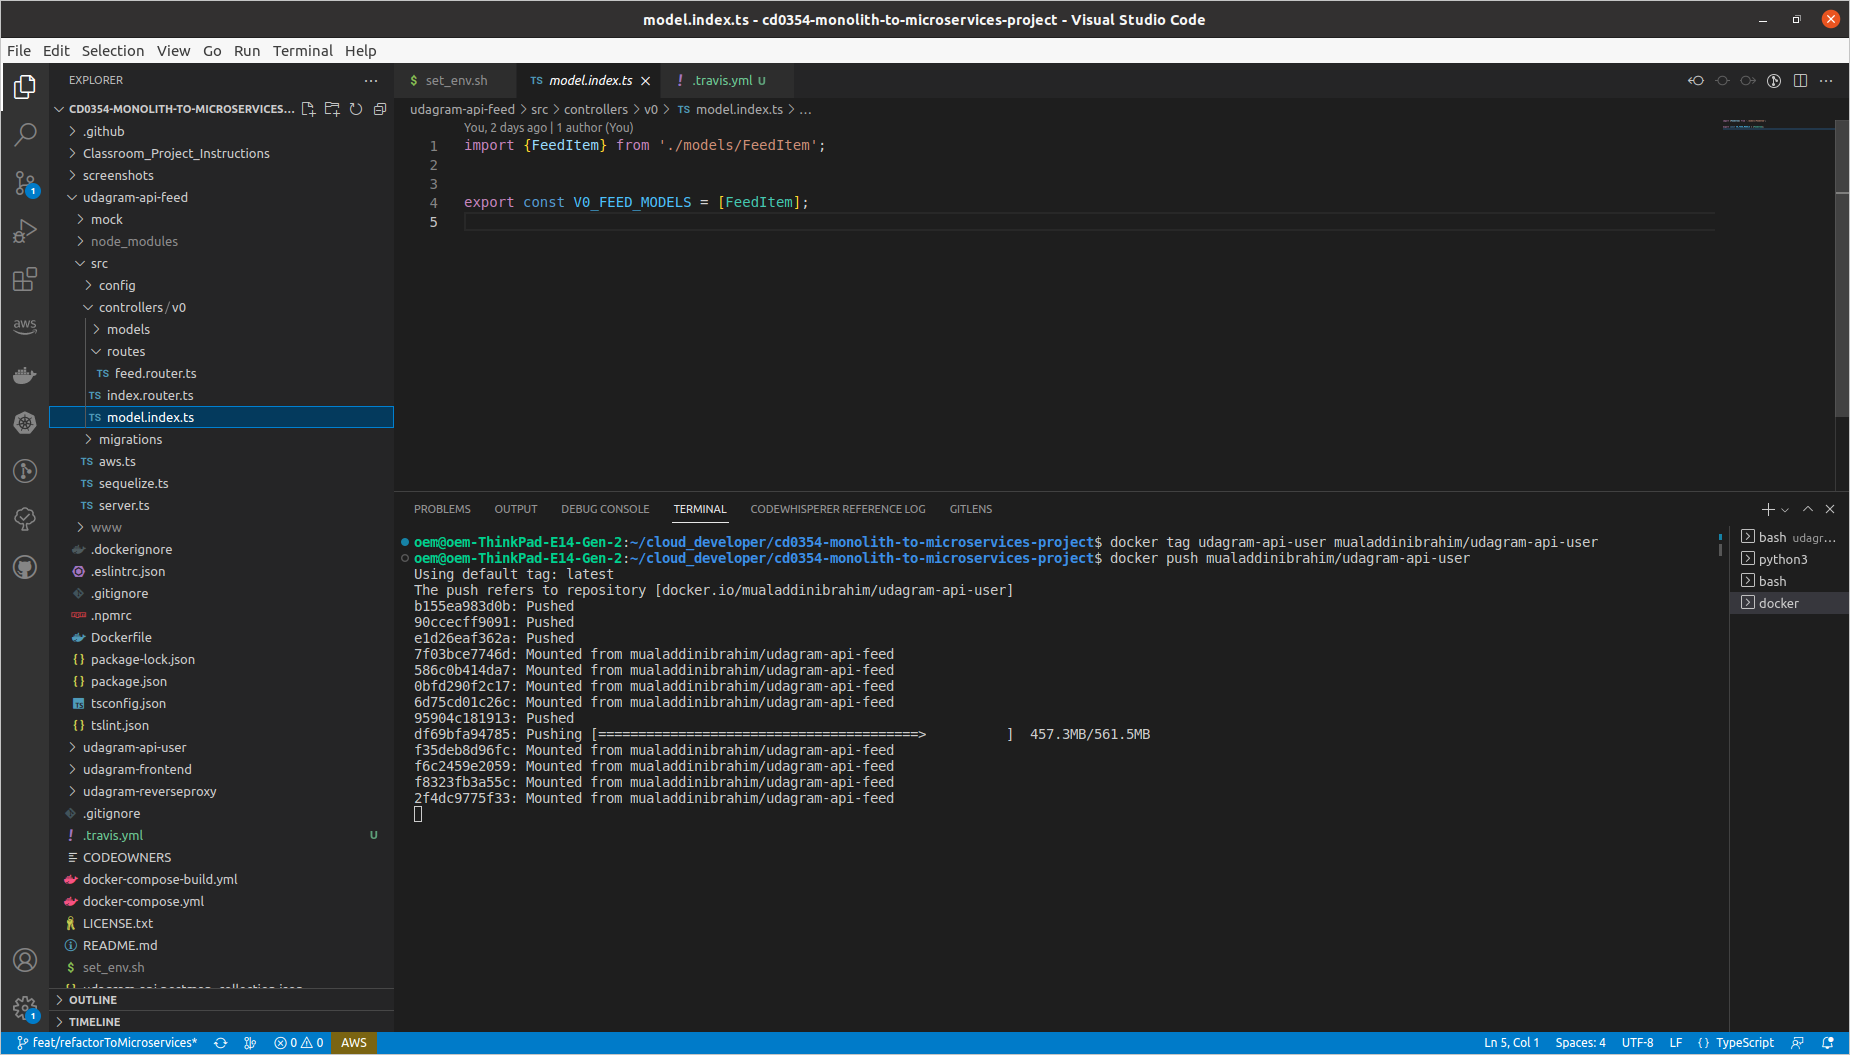 model.index.ts - cd0354-monolith-to-microservices-project - Visual Studio Code
File Edit Selection View Go Run Terminal Help
EXPLORER
CD0354-MONOLITH-TO-MICROSERVICES...
.github
Classroom_Project_Instructions
screenshots
udagram-api-feed
mock
node_modules
src
config
controllers/v0
models
routes
TS feed.router.ts
TS index.router.ts
TS model.index.ts
migrations
TS aws.ts
TS sequelize.ts
TS server.ts
www
.dockerignore
.eslintrc.json
.gitignore
.npmrc
Dockerfile
{} package-lock.json
{} package.json
TS tsconfig.json
{} tslint.json
udagram-api-user
udagram-frontend
udagram-reverseproxy
.gitignore
! .travis.yml U
CODEOWNERS
docker-compose-build.yml
docker-compose.yml
LICENSE.txt
README.md
$ set_env.sh
OUTLINE
TIMELINE
aws
1
1
$ set_env.sh
TS model.index.ts
! .travis.yml U
udagram-api-feed > src > controllers > v0 > TS model.index.ts > ...
You, 2 days ago | 1 author (You)
1 import {FeedItem} from './models/FeedItem';
2
3
4 export const V0_FEED_MODELS = [FeedItem];
5
PROBLEMS OUTPUT DEBUG CONSOLE TERMINAL CODEWHISPERER REFERENCE LOG GITLENS
oem@oem-ThinkPad-E14-Gen-2:~/cloud_developer/cd0354-monolith-to-microservices-project$ docker tag udagram-api-user mualaddinibrahim/udagram-api-user
oem@oem-ThinkPad-E14-Gen-2:~/cloud_developer/cd0354-monolith-to-microservices-project$ docker push mualaddinibrahim/udagram-api-user
Using default tag: latest
The push refers to repository [docker.io/mualaddinibrahim/udagram-api-user]
b155ea983d0b: Pushed
90ccecff9091: Pushed
e1d26eaf362a: Pushed
7f03bce7746d: Mounted from mualaddinibrahim/udagram-api-feed
586c0b414da7: Mounted from mualaddinibrahim/udagram-api-feed
0bfd290f2c17: Mounted from mualaddinibrahim/udagram-api-feed
6d75cd01c26c: Mounted from mualaddinibrahim/udagram-api-feed
95904c181913: Pushed
df69bfa94785: Pushing [========================================>          ] 457.3MB/561.5MB
f35deb8d96fc: Mounted from mualaddinibrahim/udagram-api-feed
f6c2459e2059: Mounted from mualaddinibrahim/udagram-api-feed
f8323fb3a55c: Mounted from mualaddinibrahim/udagram-api-feed
2f4dc9775f33: Mounted from mualaddinibrahim/udagram-api-feed
bash udagr...
python3
bash
docker
feat/refactorToMicroservices* 0 0 AWS
Ln 5, Col 1 Spaces: 4 UTF-8 LF {} TypeScript